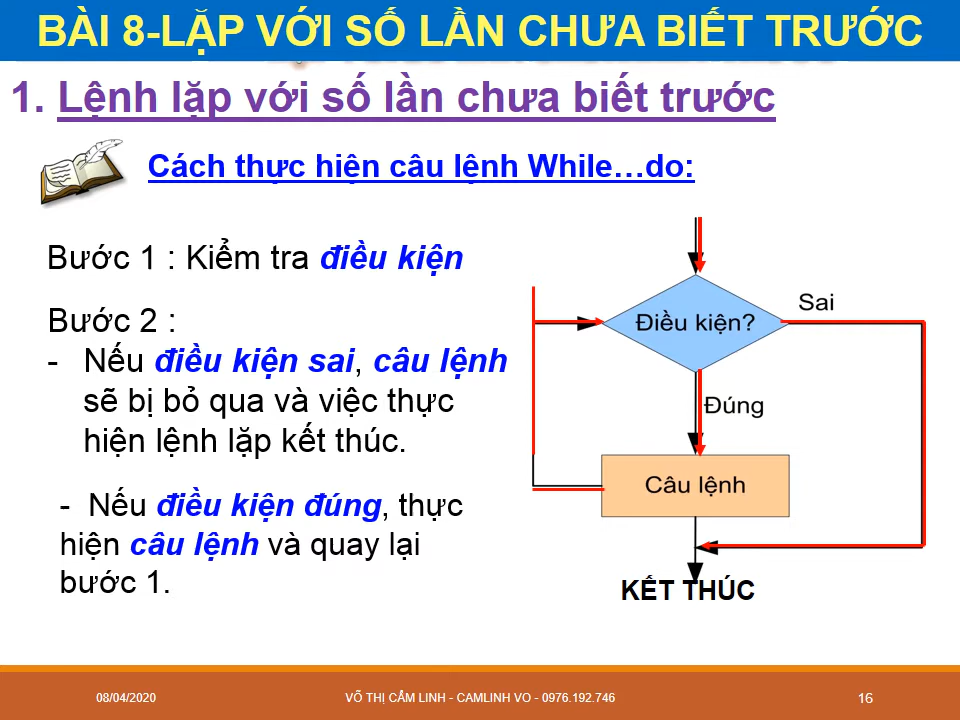 BÀI 8-LẶP VỚI SỐ LẦN CHƯA BIẾT TRƯỚC
1. Lệnh lặp với số lần chưa biết trước
Cách thực hiện câu lệnh While…do:
Bước 1 : Kiểm tra điều kiện
Bước 2 :
- Nếu điều kiện sai, câu lệnh
sẽ bị bỏ qua và việc thực
hiện lệnh lặp kết thúc.
- Nếu điều kiện đúng, thực
hiện câu lệnh và quay lại
bước 1.
Điều kiện?
Sai
Đúng
Câu lệnh
KẾT THÚC
08/04/2020
VÕ THỊ CẨM LINH - CAMLINH VO - 0976.192.746
16